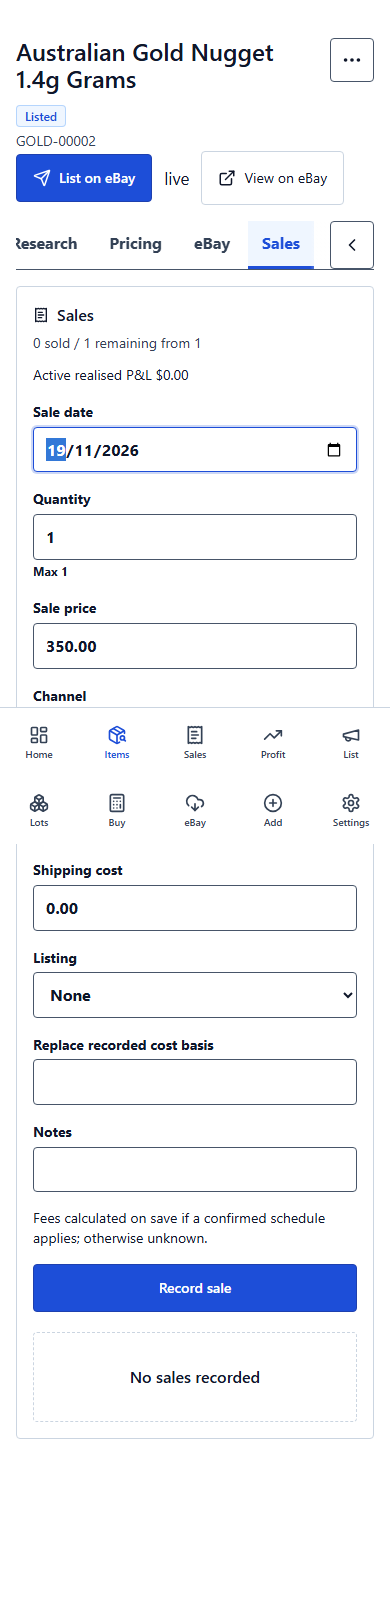 Australian Gold Nugget
1.4g Grams
Listed
GOLD-00002
List on eBay
live
View on eBay
Research
Pricing
eBay
Sales
Sales
0 sold / 1 remaining from 1
Active realised P&L $0.00
Sale date
19/11/2026
Quantity
1
Max 1
Sale price
350.00
Channel
Home
Items
Sales
Profit
List
Lots
Buy
eBay
Add
Settings
Shipping cost
0.00
Listing
None
Replace recorded cost basis
Notes
Fees calculated on save if a confirmed schedule
applies; otherwise unknown.
Record sale
No sales recorded